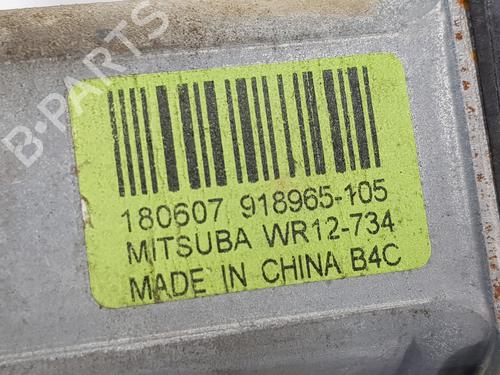 B-PARTS
180607 918965-105
MITSUBA WR12-734
MADE IN CHINA B4C